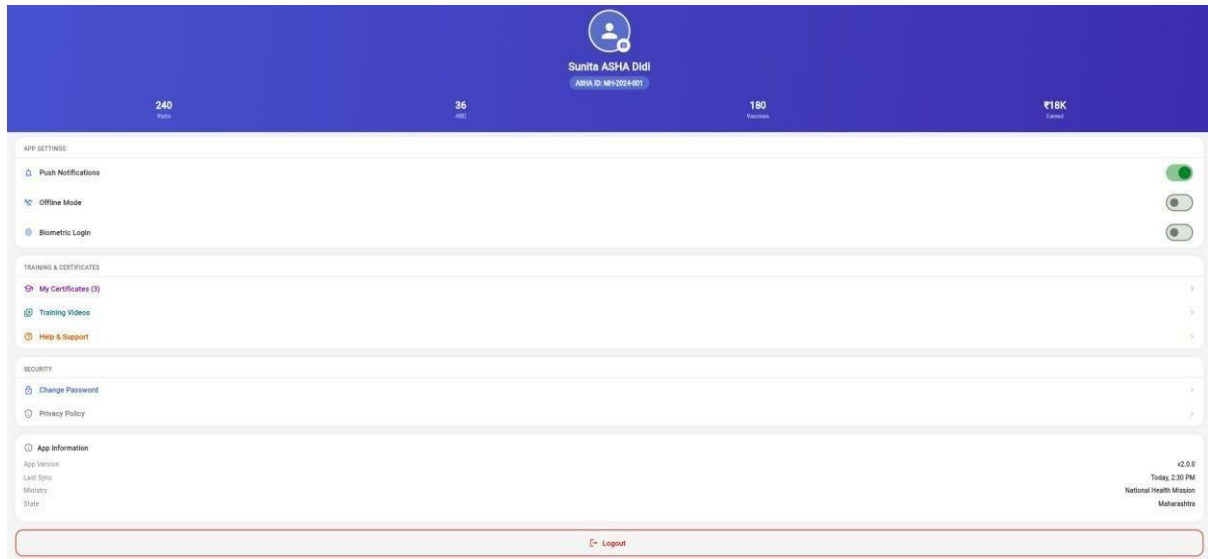 Sunita ASHA Didi
ASHA ID: MH-2024-001
240
Visits
36
ANC
180
Vaccines
₹18K
Earned
APP SETTINGS
Push Notifications
Offline Mode
Biometric Login
TRAINING & CERTIFICATES
My Certificates (3)
Training Videos
Help & Support
SECURITY
Change Password
Privacy Policy
App Information
App Version v2.0.0
Last Sync Today, 2:30 PM
Ministry National Health Mission
State Maharashtra
Logout